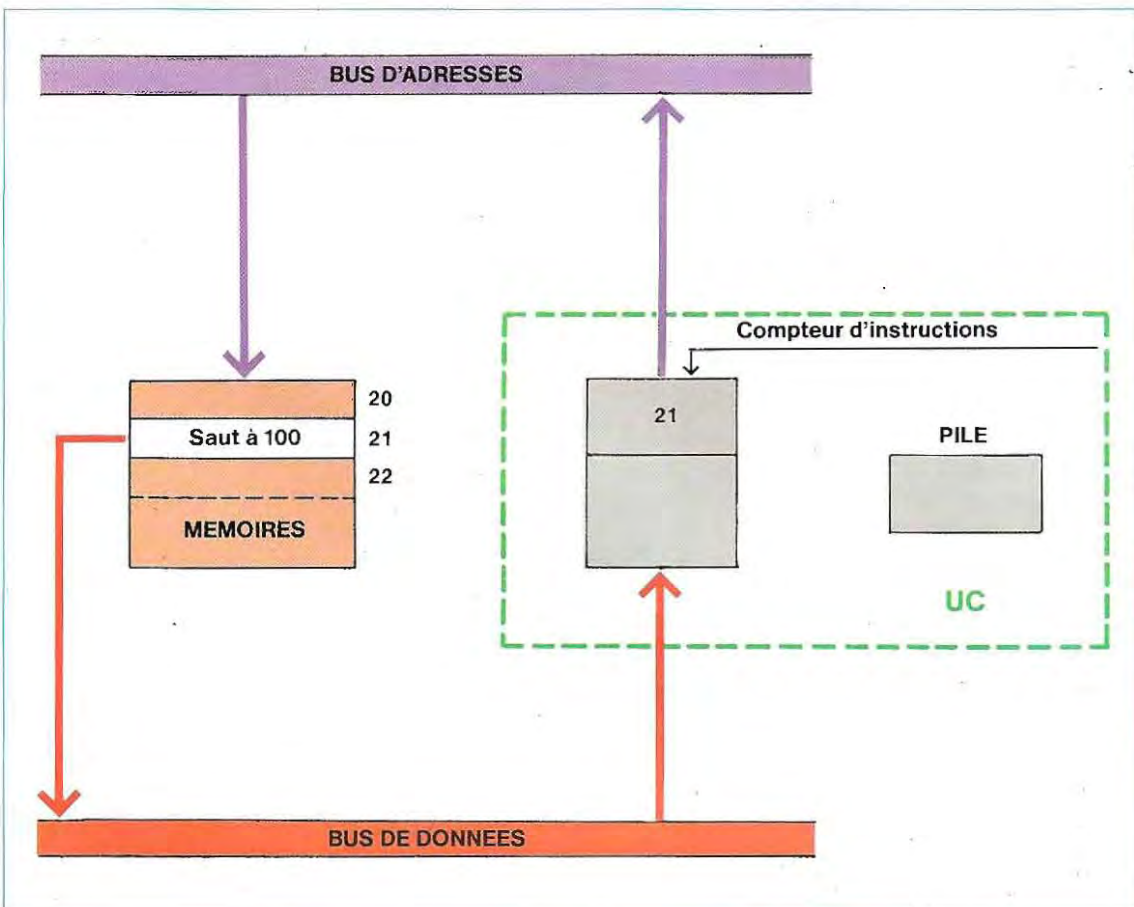 BUS D'ADRESSES
Compteur d'instructions
20
Saut à 100
21
22
MEMOIRES
21
PILE
UC
BUS DE DONNEES